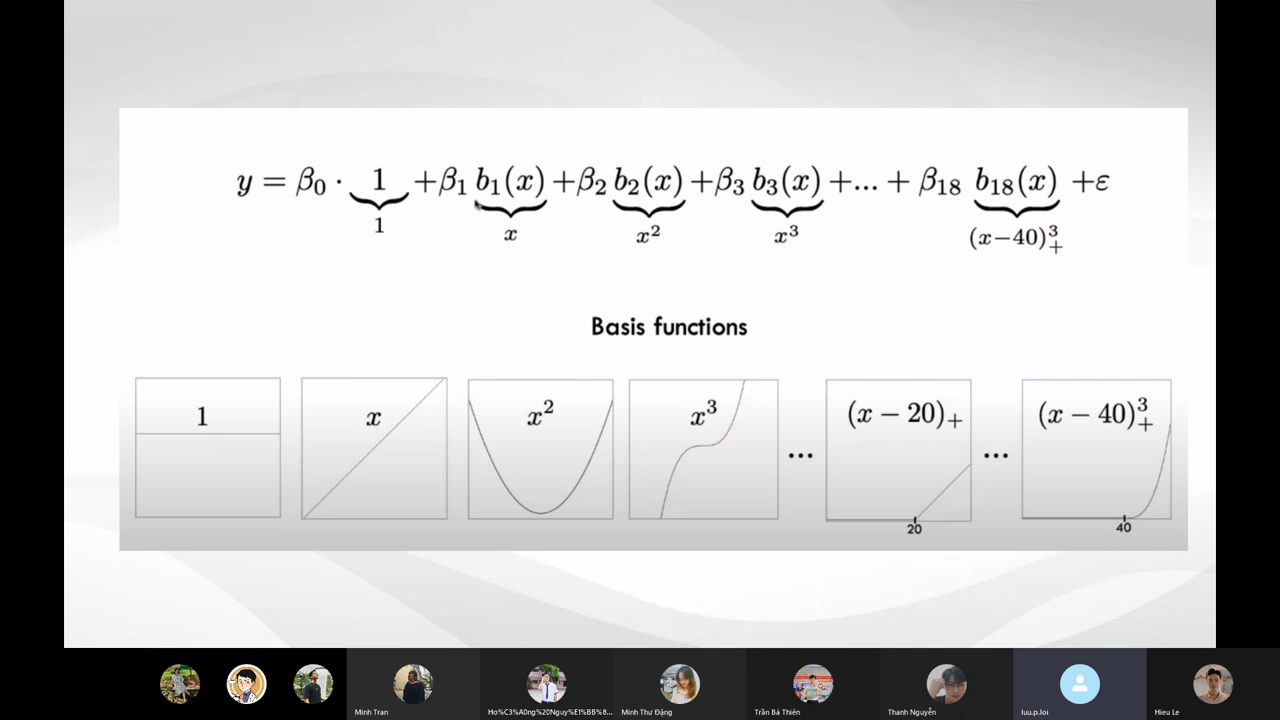 y = β₀ · 1 + β₁ b₁(x) + β₂ b₂(x) + β₃ b₃(x) + ... + β₁₈ b₁₈(x) + ε
1 x x² x³ (x−40)³₊
Basis functions
1 x x² x³ ... (x − 20)₊ ... (x − 40)³₊
20 40
Minh Tran Ho%C3%A0ng%20Nguy%E1%BB%8... Minh Thư Đặng Trần Bá Thiên Thanh Nguyễn luu.p.loi Hieu Le